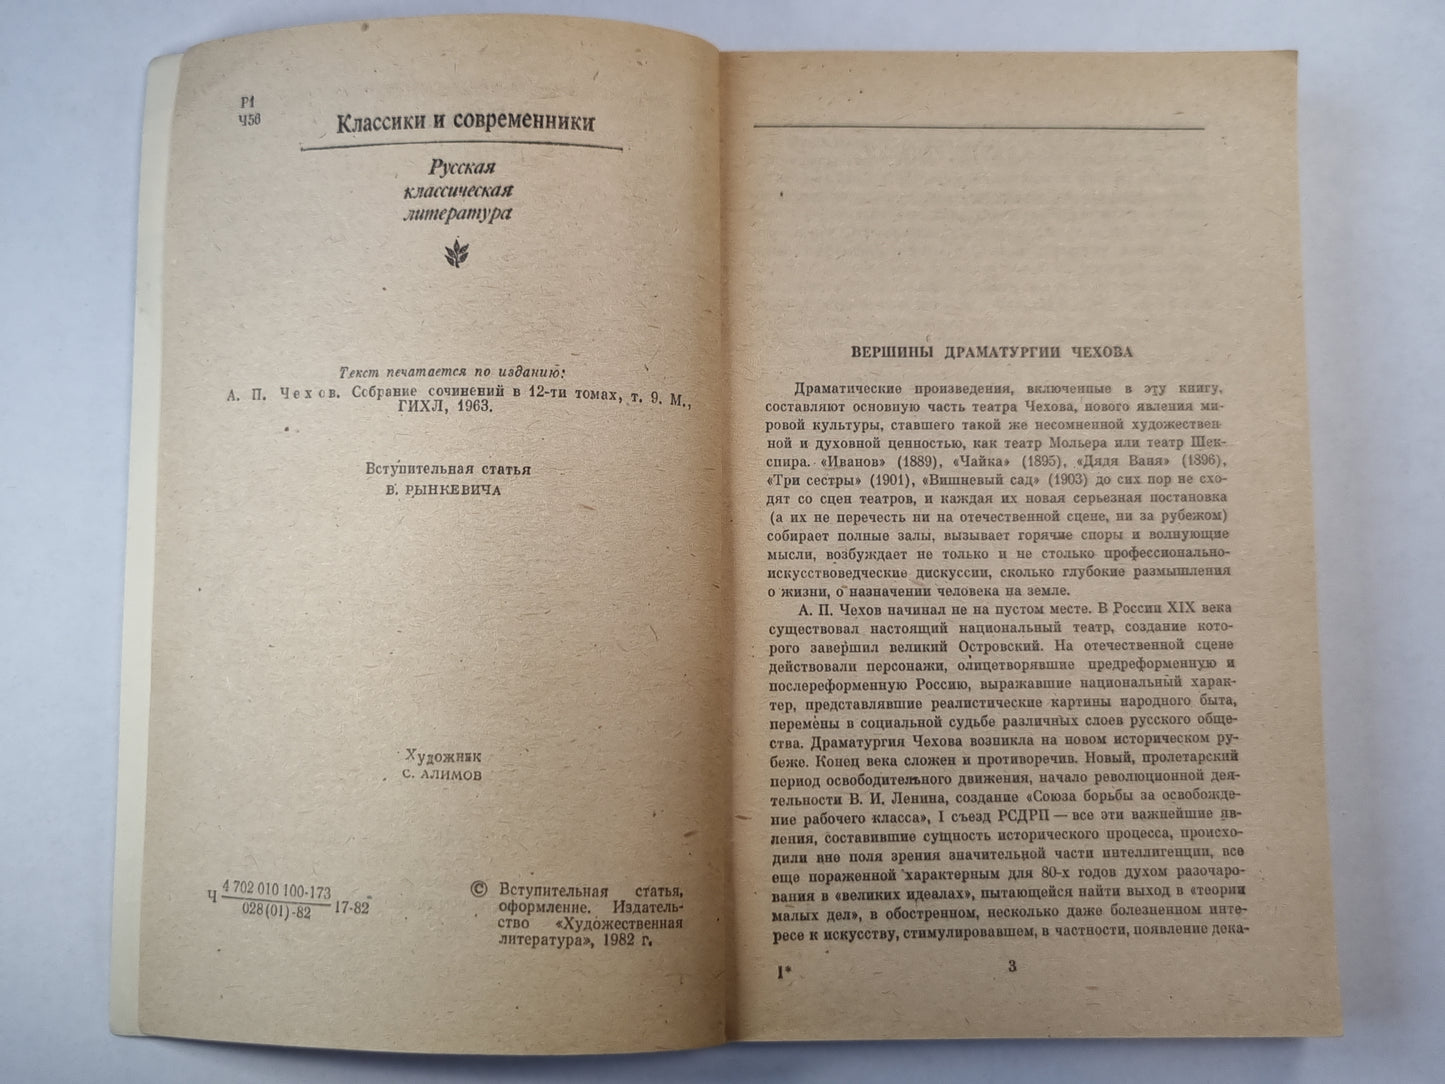 Р1
Ч56
Классики и современники
Русская
классическая
литература
Текст печатается по изданию:
А. П. Чехов. Собрание сочинений в 12-ти томах, т. 9. М.,
ГИХЛ, 1963.
Вступительная статья
В. РЫНКЕВИЧА
Художник
С. АЛИМОВ
Ч 4 702 010 100-173
028(01)-82 17-82
© Вступительная статья,
оформление. Издатель-
ство «Художественная
литература», 1982 г.
ВЕРШИНЫ ДРАМАТУРГИИ ЧЕХОВА
Драматические произведения, включенные в эту книгу,
составляют основную часть театра Чехова, нового явления ми-
ровой культуры, ставшего такой же несомненной художествен-
ной и духовной ценностью, как театр Мольера или театр Шек-
спира. «Иванов» (1889), «Чайка» (1895), «Дядя Ваня» (1896),
«Три сестры» (1901), «Вишневый сад» (1903) до сих пор не схо-
дят со сцен театров, и каждая их новая серьезная постановка
(а их не перечесть ни на отечественной сцене, ни за рубежом)
собирает полные залы, вызывает горячие споры и волнующие
мысли, возбуждает не только и не столько профессионально-
искусствоведческие дискуссии, сколько глубокие размышления
о жизни, о назначении человека на земле.
А. П. Чехов начинал не на пустом месте. В России XIX века
существовал настоящий национальный театр, создание кото-
рого завершил великий Островский. На отечественной сцене
действовали персонажи, олицетворявшие предреформенную и
послереформенную Россию, выражавшие национальный харак-
тер, представлявшие реалистические картины народного быта,
перемены в социальной судьбе различных слоев русского обще-
ства. Драматургия Чехова возникла на новом историческом ру-
беже. Конец века сложен и противоречив. Новый, пролетарский
период освободительного движения, начало революционной дея-
тельности В. И. Ленина, создание «Союза борьбы за освобожде-
ние рабочего класса», I съезд РСДРП — все эти важнейшие яв-
ления, составившие сущность исторического процесса, происхо-
дили вне поля зрения значительной части интеллигенции, все
еще пораженной характерным для 80-х годов духом разочаро-
вания в «великих идеалах», пытающейся найти выход в «теории
малых дел», в обостренном, несколько даже болезненном инте-
ресе к искусству, стимулировавшем, в частности, появление дека-
1*
3